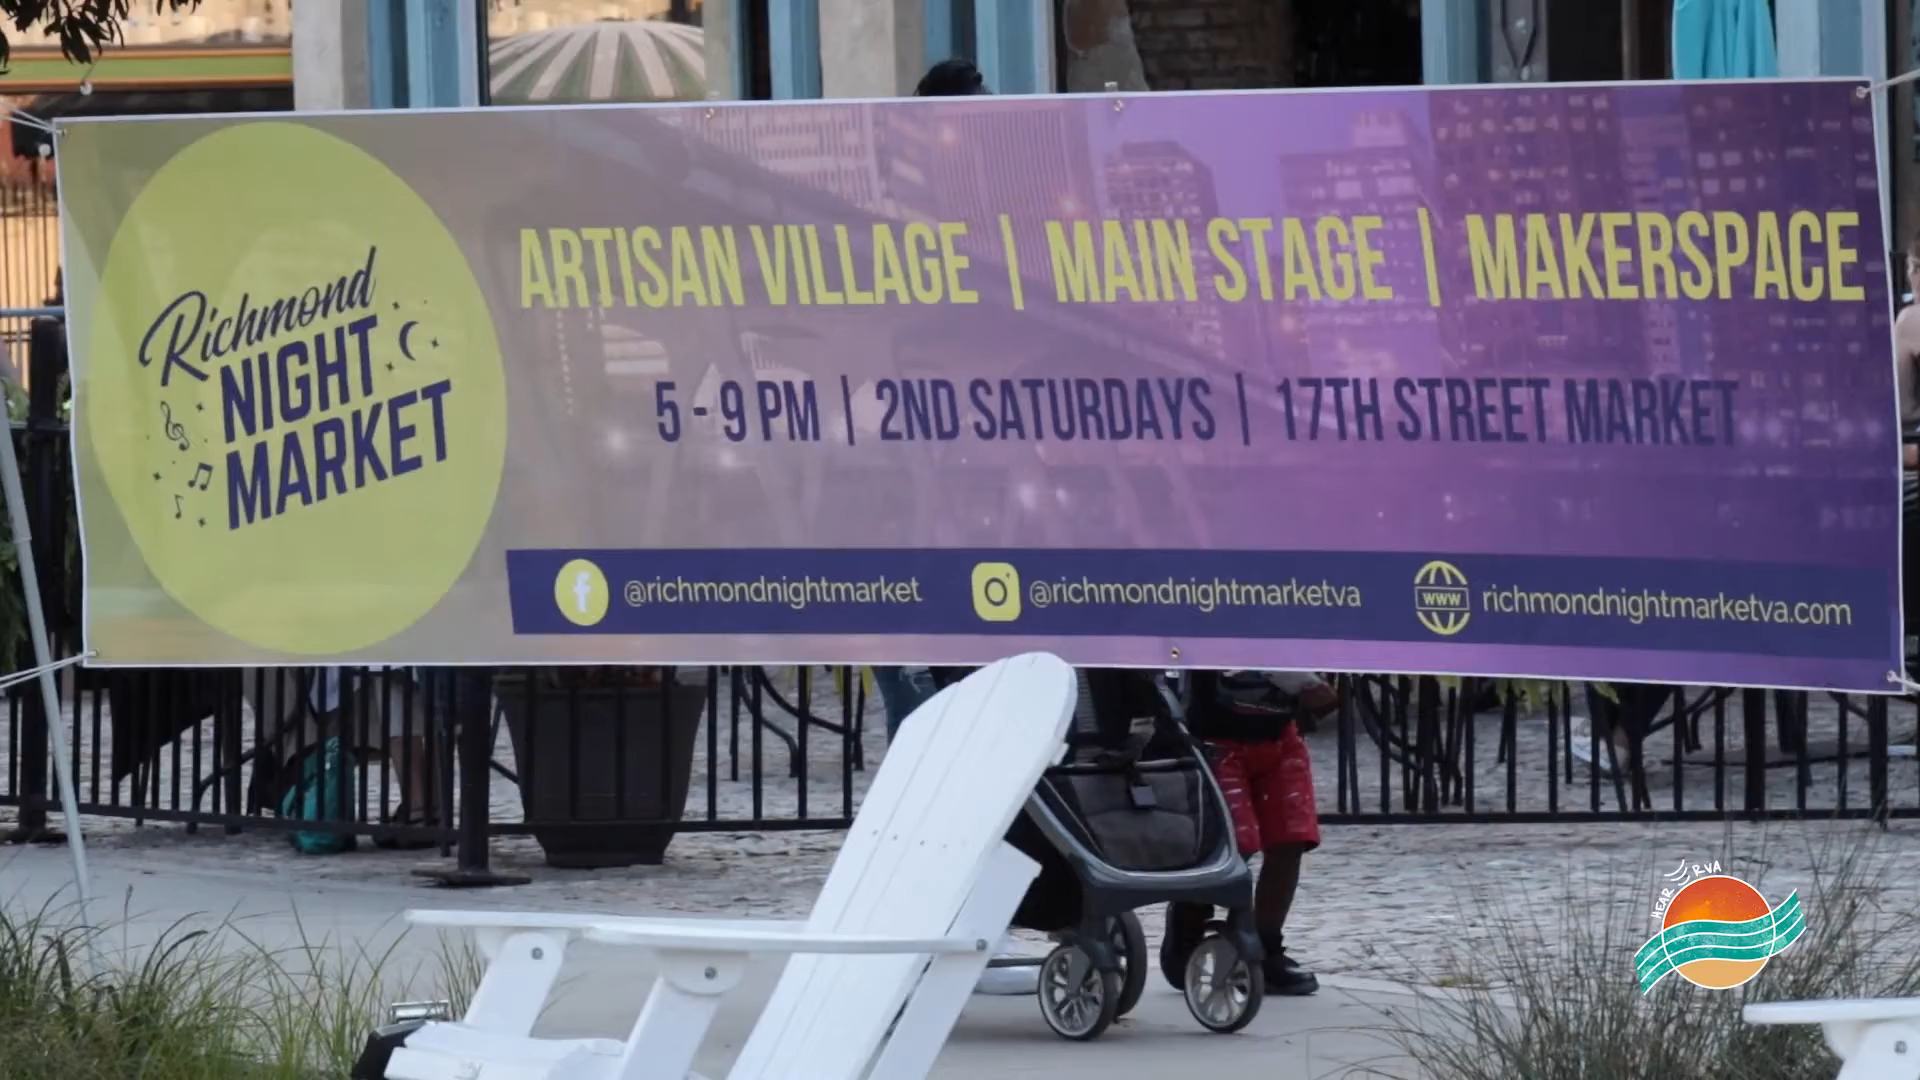 Richmond
NIGHT
MARKET
ARTISAN VILLAGE | MAIN STAGE | MAKERSPACE
5 - 9 PM | 2ND SATURDAYS | 17TH STREET MARKET
f @richmondnightmarket @richmondnightmarketva www richmondnightmarketva.com
HEAR RVA